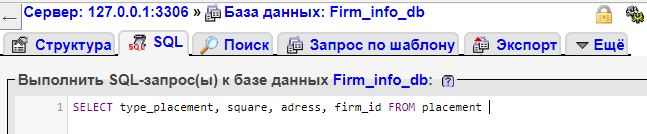 Сервер: 127.0.0.1:3306 » База данных: Firm_info_db
Структура SQL Поиск Запрос по шаблону Экспорт Ещё
Выполнить SQL-запрос(ы) к базе данных Firm_info_db:
1 SELECT type_placement, square, adress, firm_id FROM placement